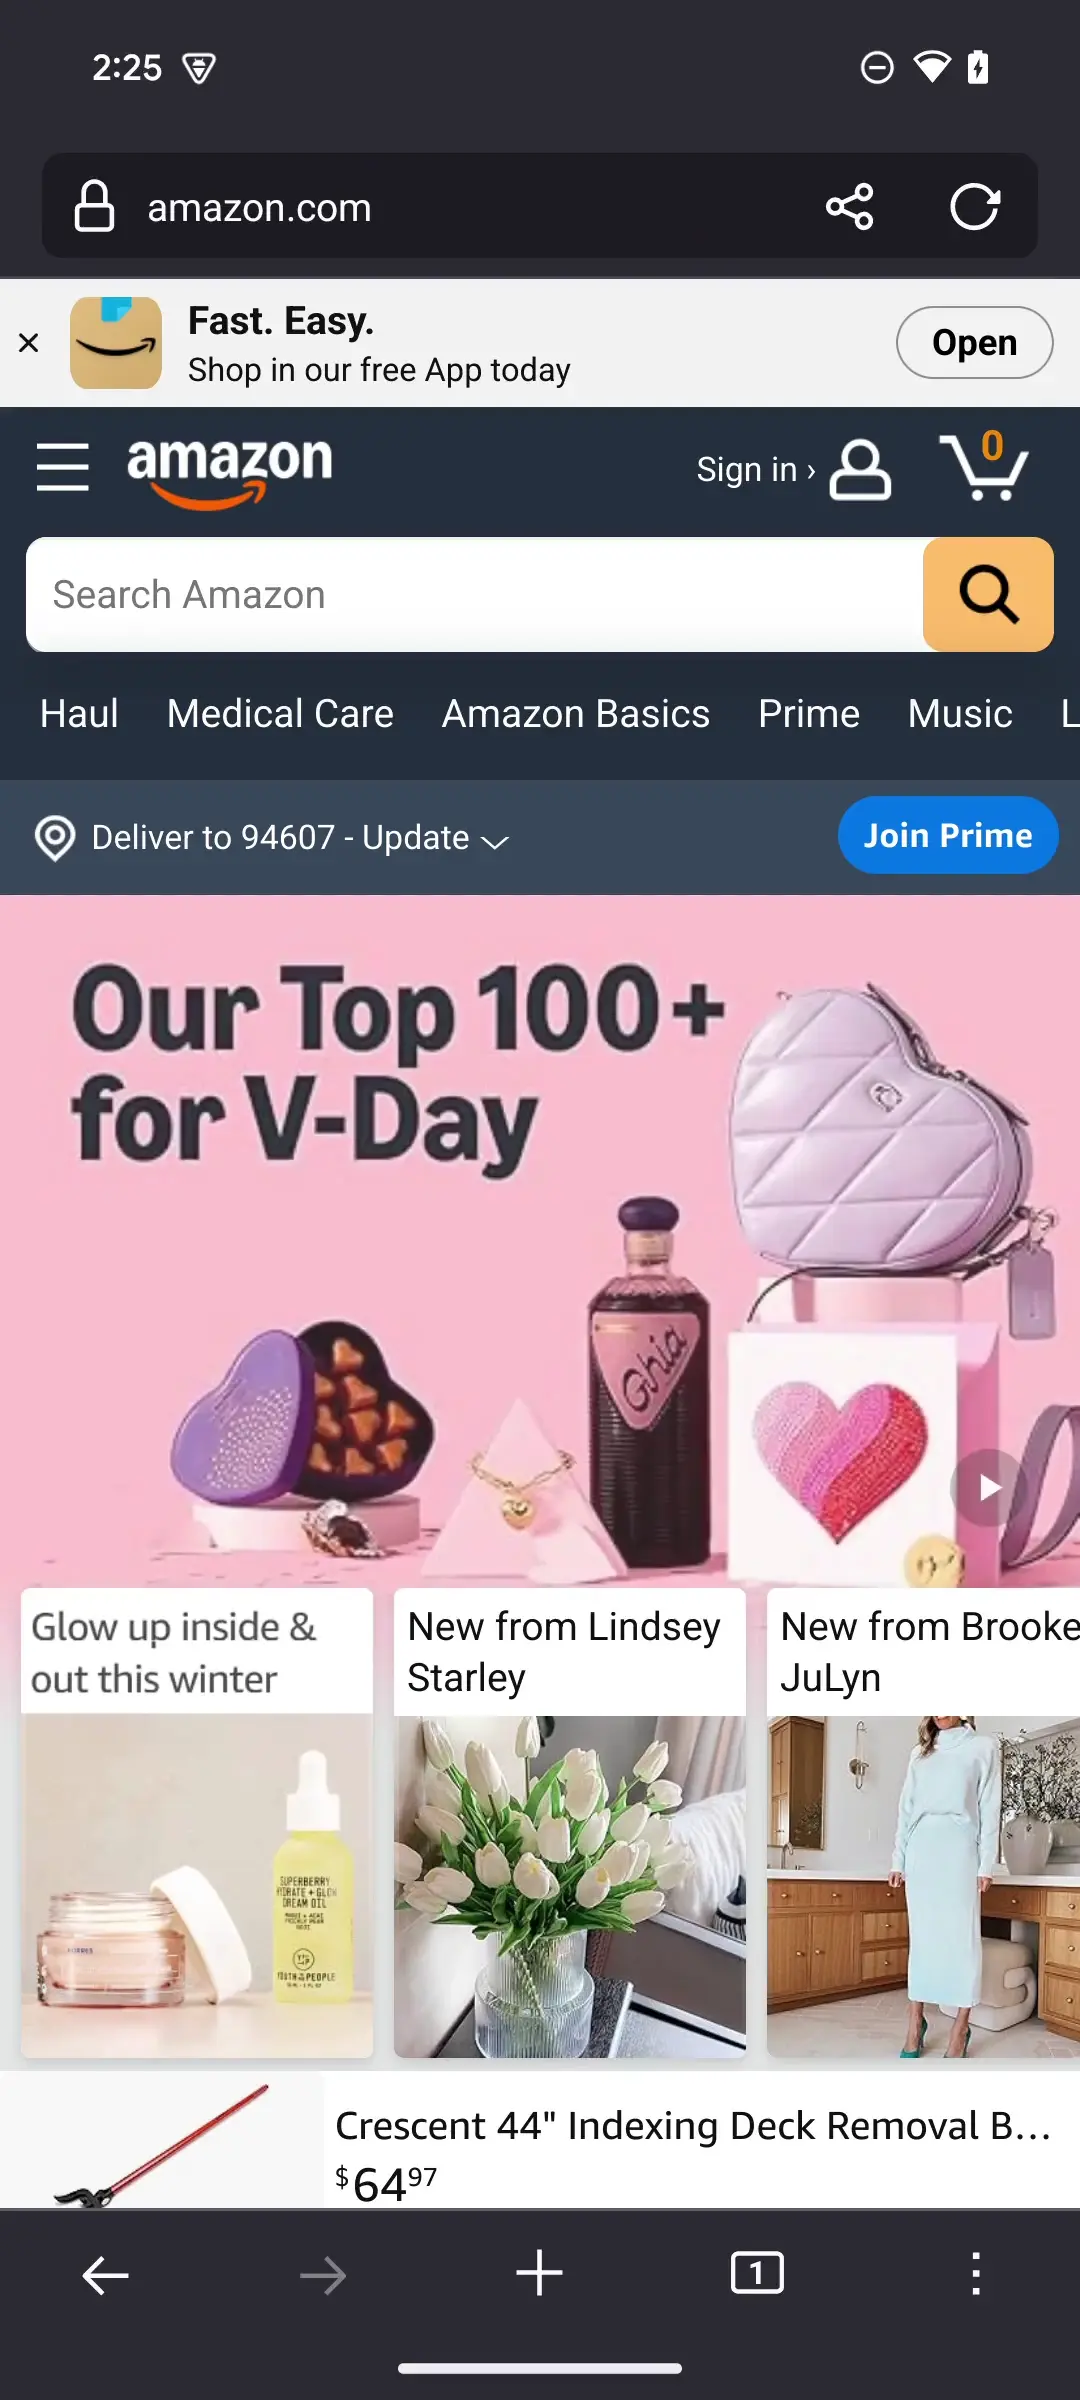 2:25
amazon.com
Fast. Easy.
Shop in our free App today
Open
amazon
Sign in ›
0
Search Amazon
Haul Medical Care Amazon Basics Prime Music L
Deliver to 94607 - Update
Join Prime
Our Top 100+
for V-Day
Ghia
Glow up inside &
out this winter
New from Lindsey
Starley
New from Brooke
JuLyn
SUPERBERRY
HYDRATE + GLOW
DREAM OIL
YOUTH TO THE PEOPLE
KORRES
Crescent 44" Indexing Deck Removal B...
$64.97
1